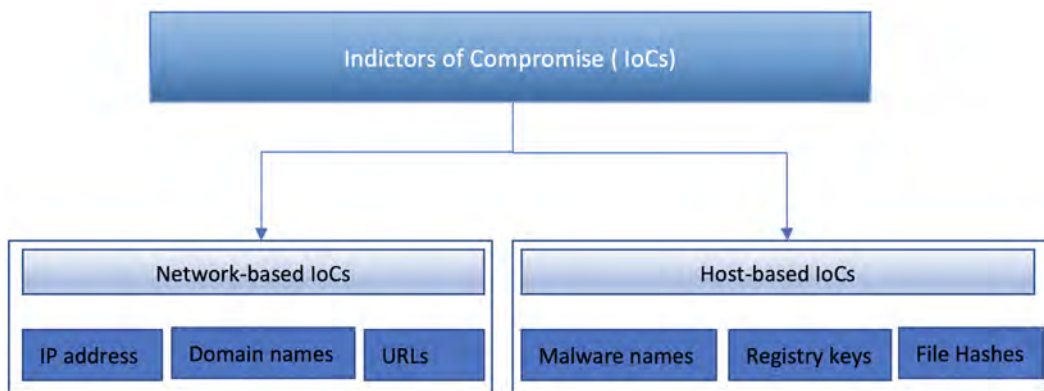 Indictors of Compromise ( IoCs)
Network-based IoCs
IP address
Domain names
URLs
Host-based IoCs
Malware names
Registry keys
File Hashes